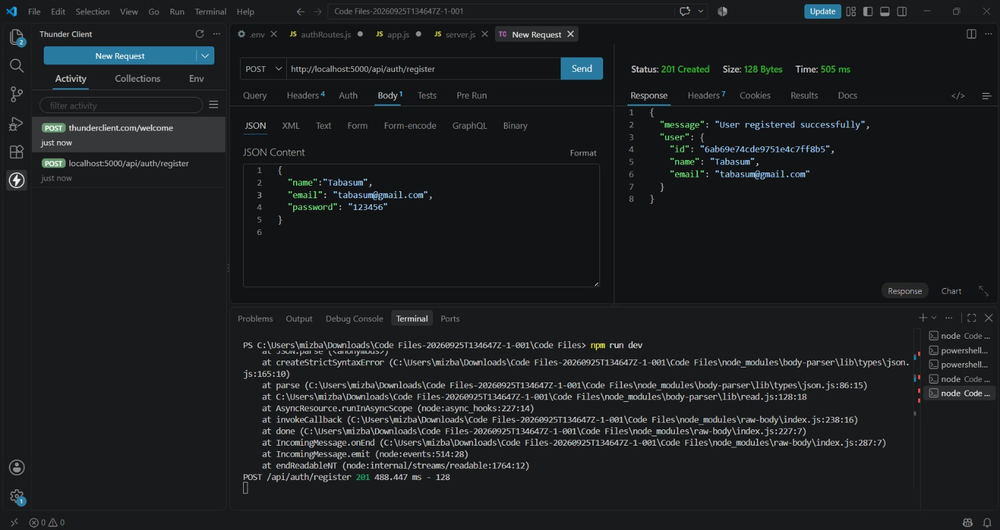 File Edit Selection View Go Run Terminal Help
Code Files-20260925T134647Z-1-001
Update
2
1
Thunder Client
New Request
Activity Collections Env
filter activity
POST thunderclient.com/welcome
just now
POST localhost:5000/api/auth/register
just now
.env JS authRoutes.js JS app.js JS server.js TC New Request
POST http://localhost:5000/api/auth/register Send
Query Headers 4 Auth Body 1 Tests Pre Run
JSON XML Text Form Form-encode GraphQL Binary
JSON Content Format
1 {
2 "name":"Tabasum",
3 "email": "tabasum@gmail.com",
4 "password": "123456"
5 }
6
Status: 201 Created Size: 128 Bytes Time: 505 ms
Response Headers 7 Cookies Results Docs </>
1 {
2 "message": "User registered successfully",
3 "user": {
4 "id": "6ab69e74cde9751e4c7ff8b5",
5 "name": "Tabasum",
6 "email": "tabasum@gmail.com"
7 }
8 }
Response Chart
Problems Output Debug Console Terminal Ports
PS C:\Users\mizba\Downloads\Code Files-20260925T134647Z-1-001\Code Files> npm run dev
at JSON.parse (<anonymous>)
at createStrictSyntaxError (C:\Users\mizba\Downloads\Code Files-20260925T134647Z-1-001\Code Files\node_modules\body-parser\lib\types\json.
js:165:10)
at parse (C:\Users\mizba\Downloads\Code Files-20260925T134647Z-1-001\Code Files\node_modules\body-parser\lib\types\json.js:86:15)
at C:\Users\mizba\Downloads\Code Files-20260925T134647Z-1-001\Code Files\node_modules\body-parser\lib\read.js:128:18
at AsyncResource.runInAsyncScope (node:async_hooks:227:14)
at invokeCallback (C:\Users\mizba\Downloads\Code Files-20260925T134647Z-1-001\Code Files\node_modules\raw-body\index.js:238:16)
at done (C:\Users\mizba\Downloads\Code Files-20260925T134647Z-1-001\Code Files\node_modules\raw-body\index.js:227:7)
at IncomingMessage.onEnd (C:\Users\mizba\Downloads\Code Files-20260925T134647Z-1-001\Code Files\node_modules\raw-body\index.js:287:7)
at IncomingMessage.emit (node:events:514:28)
at endReadableNT (node:internal/streams/readable:1764:12)
POST /api/auth/register 201 488.447 ms - 128
node Code ...
powershell...
powershell...
node Code ...
node Code ...
0 0